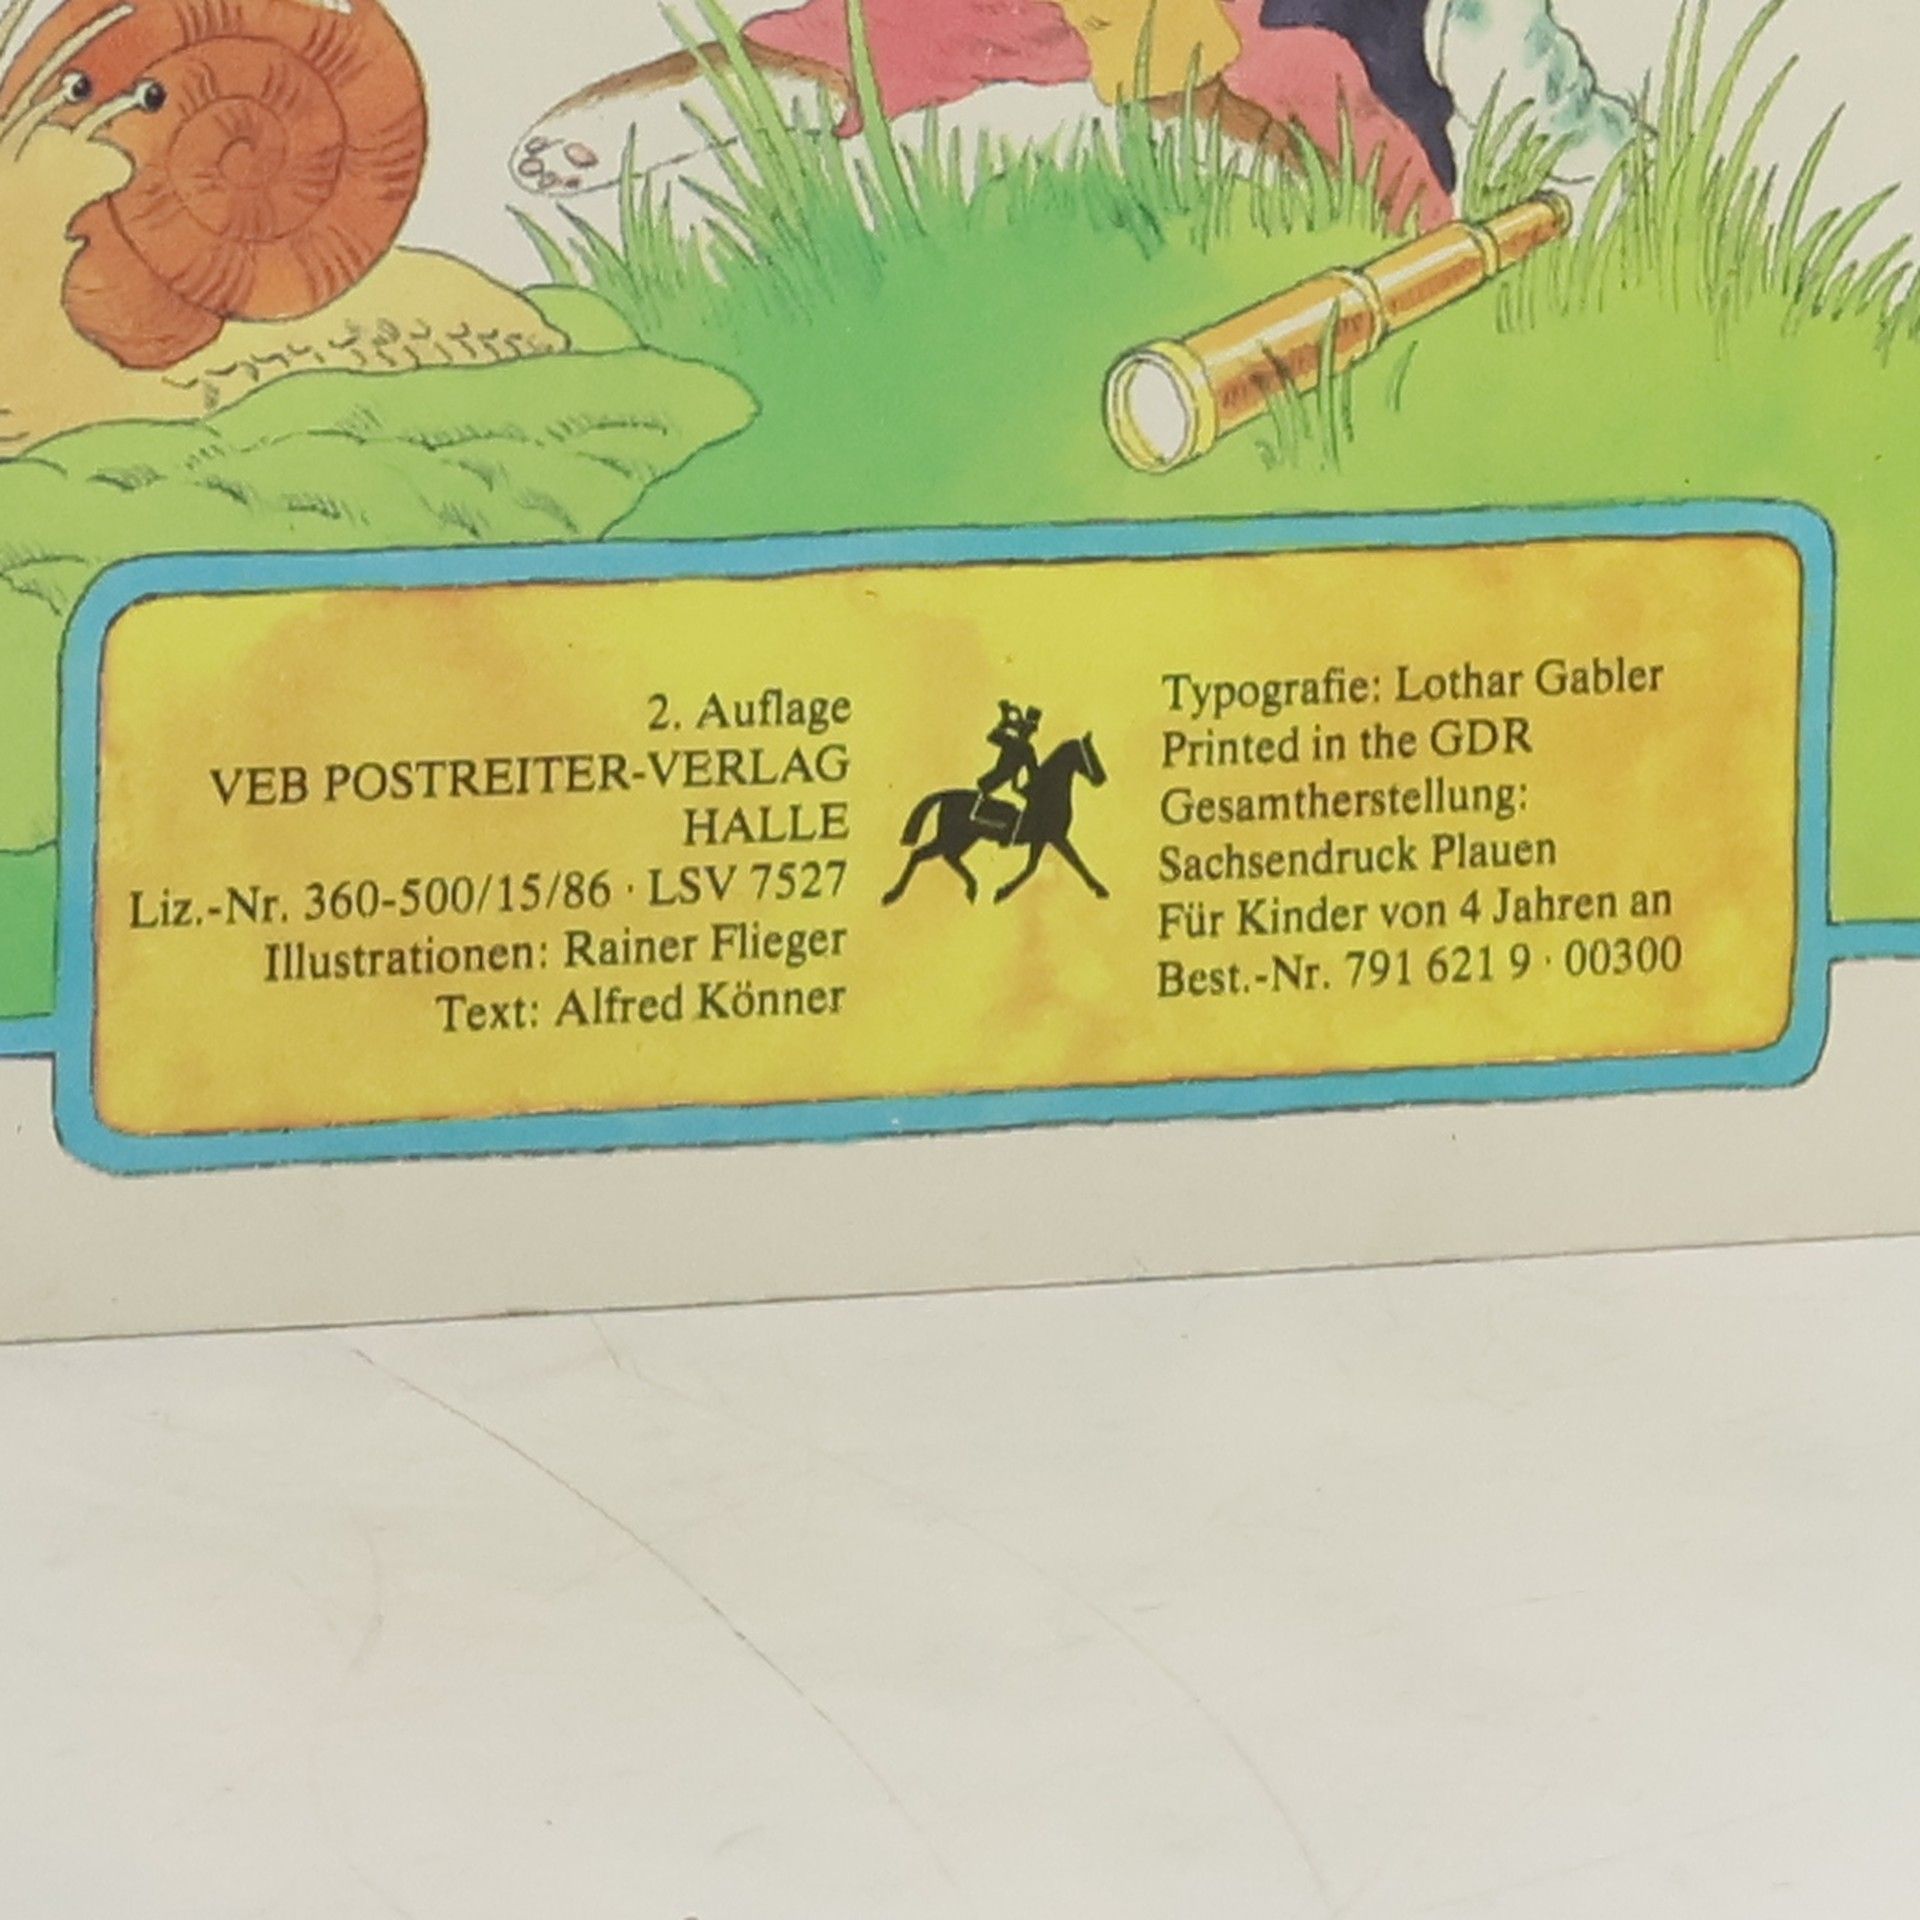 2. Auflage
VEB POSTREITER-VERLAG
HALLE
Liz.-Nr. 360-500/15/86 · LSV 7527
Illustrationen: Rainer Flieger
Text: Alfred Könner
Typografie: Lothar Gabler
Printed in the GDR
Gesamtherstellung:
Sachsendruck Plauen
Für Kinder von 4 Jahren an
Best.-Nr. 791 621 9 · 00300